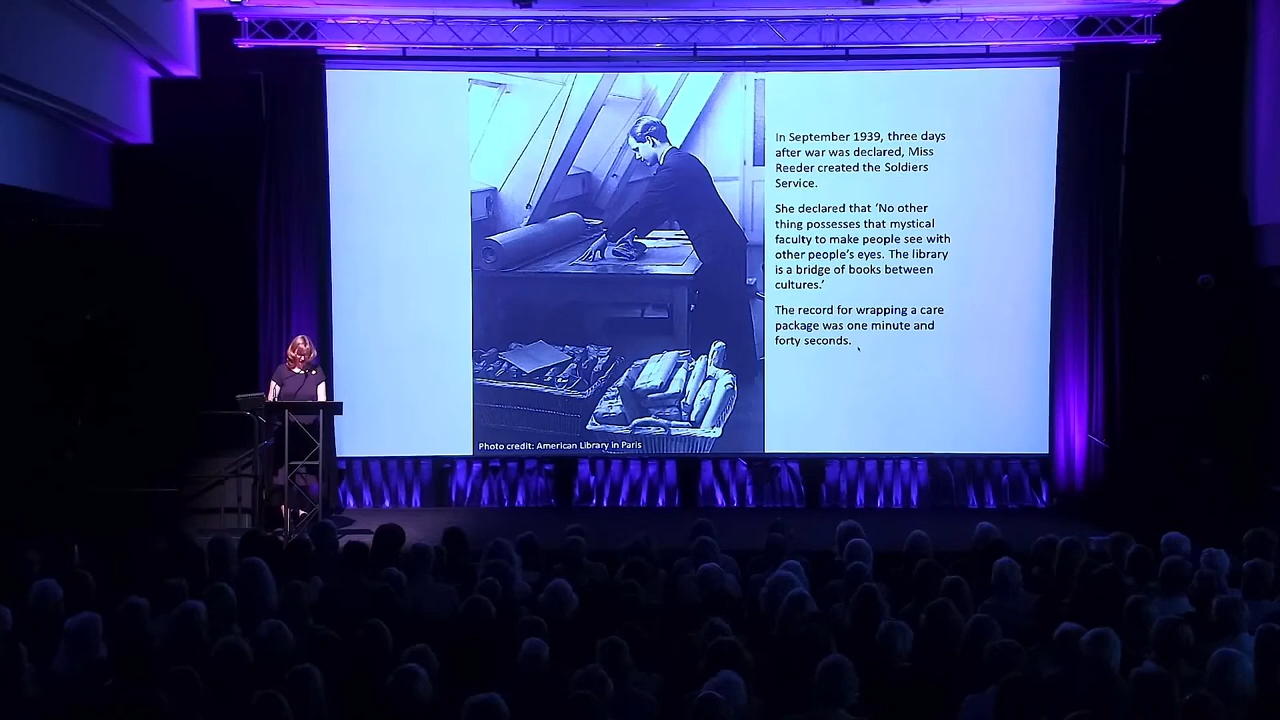 In September 1939, three days
after war was declared, Miss
Reeder created the Soldiers
Service.
She declared that ‘No other
thing possesses that mystical
faculty to make people see with
other people’s eyes. The library
is a bridge of books between
cultures.’
The record for wrapping a care
package was one minute and
forty seconds.
Photo credit: American Library in Paris